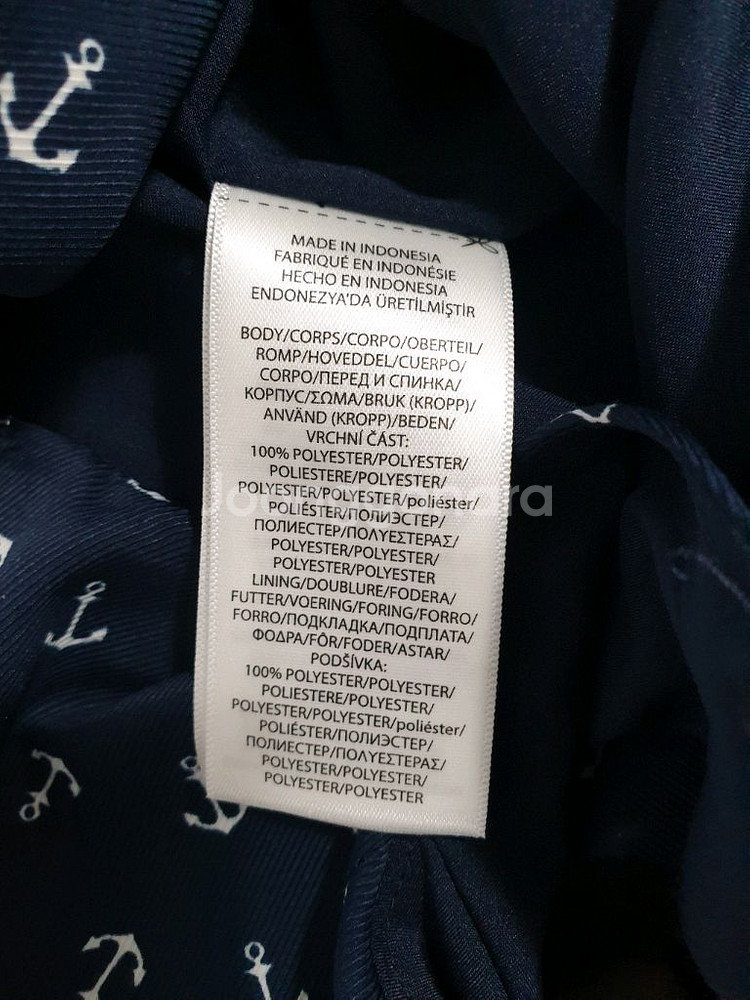 MADE IN INDONESIA
FABRIQUÉ EN INDONÉSIE
HECHO EN INDONESIA
ENDONEZYA'DA ÜRETİLMİŞTİR
BODY/CORPS/CORPO/OBERTEIL/
ROMP/HOVEDDEL/CUERPO/
CORPO/ПЕРЕД И СПИНКА/
КОРПУС/ΣΩΜΑ/BRUK (KROPP)/
ANVÄND (KROPP)/BEDEN/
VRCHNÍ ČÁST:
100% POLYESTER/POLYESTER/
POLIESTERE/POLYESTER/
POLYESTER/POLYESTER/poliéster/
POLIÉSTER/ПОЛИЭСТЕР/
ПОЛИЕСТЕР/ΠΟΛΥΕΣΤΕΡΑΣ/
POLYESTER/POLYESTER/
POLYESTER/POLYESTER
LINING/DOUBLURE/FODERA/
FUTTER/VOERING/FORING/FORRO/
FORRO/ПОДКЛАДКА/ПОДПЛАТА/
ΦΟΔΡΑ/FÔR/FODER/ASTAR/
PODŠÍVKA:
100% POLYESTER/POLYESTER/
POLIESTERE/POLYESTER/
POLYESTER/POLYESTER/poliéster/
POLIÉSTER/ПОЛИЭСТЕР/
ПОЛИЕСТЕР/ΠΟΛΥΕΣΤΕΡΑΣ/
POLYESTER/POLYESTER/
POLYESTER/POLYESTER